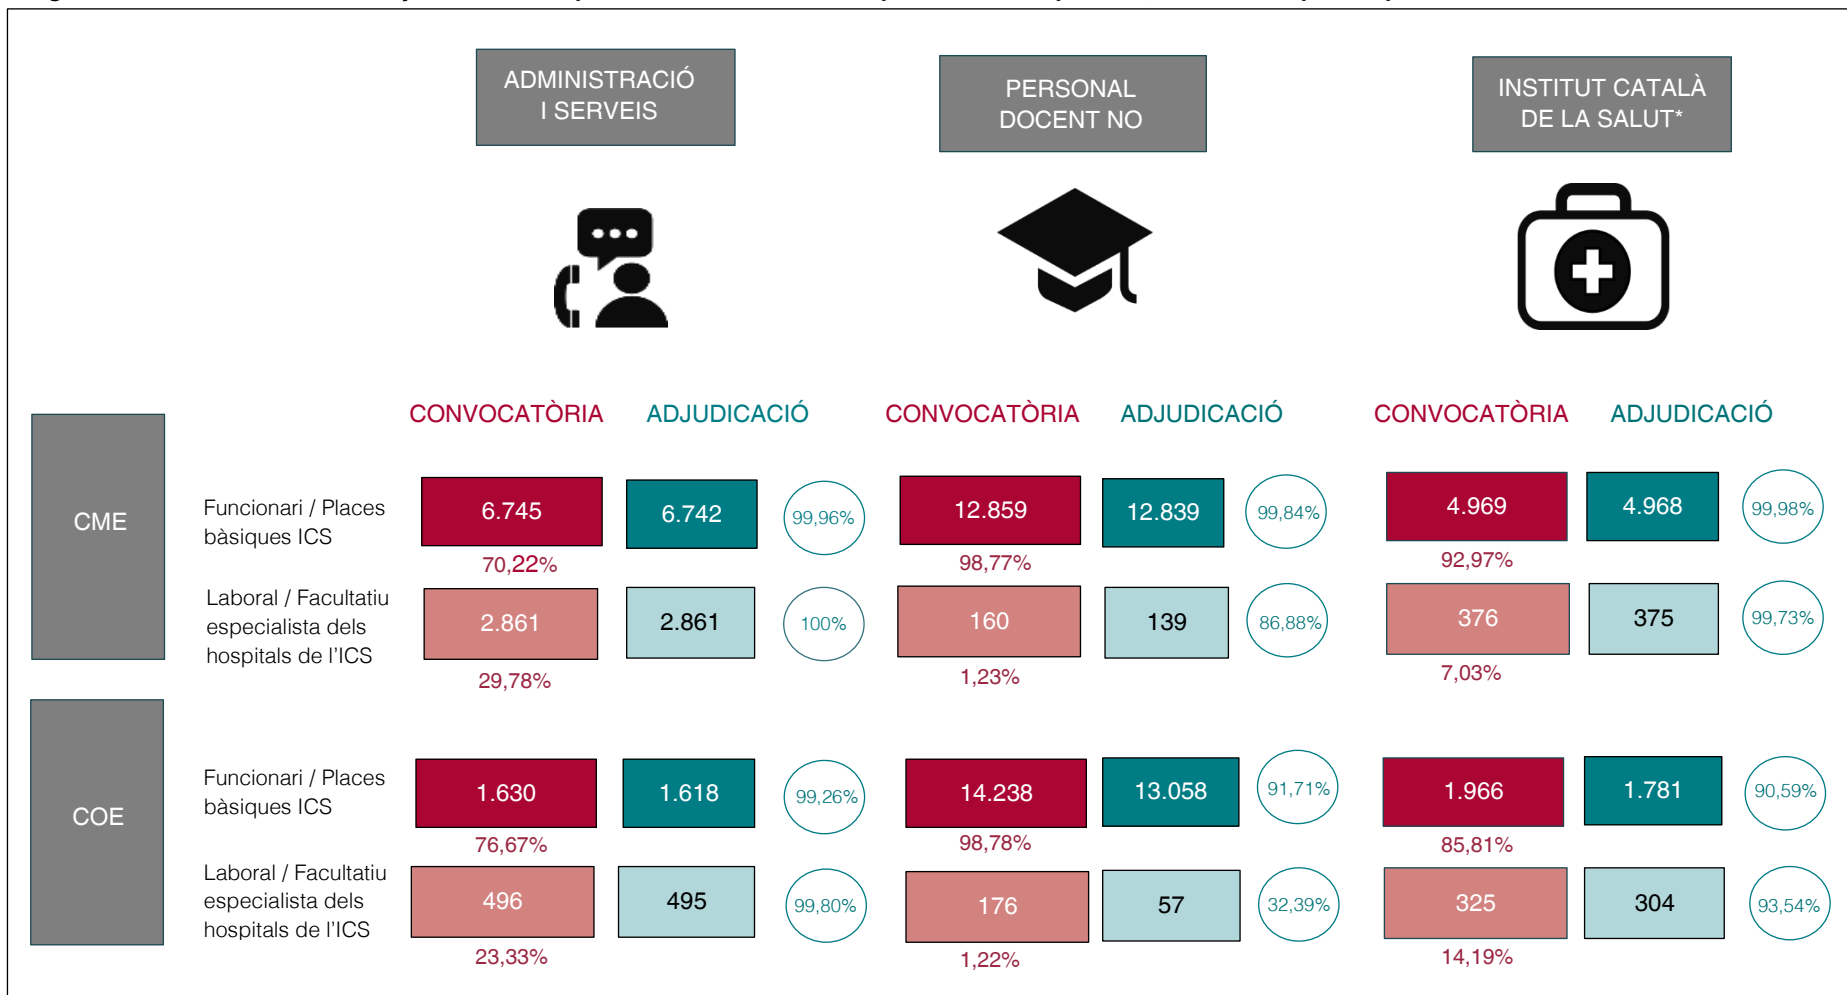 ADMINISTRACIÓ
I SERVEIS
PERSONAL
DOCENT NO
INSTITUT CATALÀ
DE LA SALUT*
CONVOCATÒRIA ADJUDICACIÓ CONVOCATÒRIA ADJUDICACIÓ CONVOCATÒRIA ADJUDICACIÓ
CME
Funcionari / Places
bàsiques ICS
6.745 6.742 99,96% 12.859 12.839 99,84% 4.969 4.968 99,98%
70,22% 98,77% 92,97%
Laboral / Facultatiu
especialista dels
hospitals de l'ICS
2.861 2.861 100% 160 139 86,88% 376 375 99,73%
29,78% 1,23% 7,03%
COE
Funcionari / Places
bàsiques ICS
1.630 1.618 99,26% 14.238 13.058 91,71% 1.966 1.781 90,59%
76,67% 98,78% 85,81%
Laboral / Facultatiu
especialista dels
hospitals de l'ICS
496 495 99,80% 176 57 32,39% 325 304 93,54%
23,33% 1,22% 14,19%